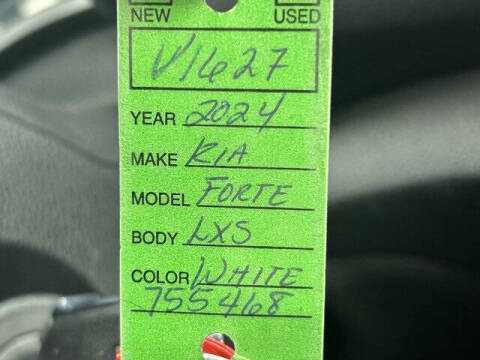 NEW USED
V1627
YEAR 2024
MAKE KIA
MODEL FORTE
BODY LXS
COLOR WHITE
755468